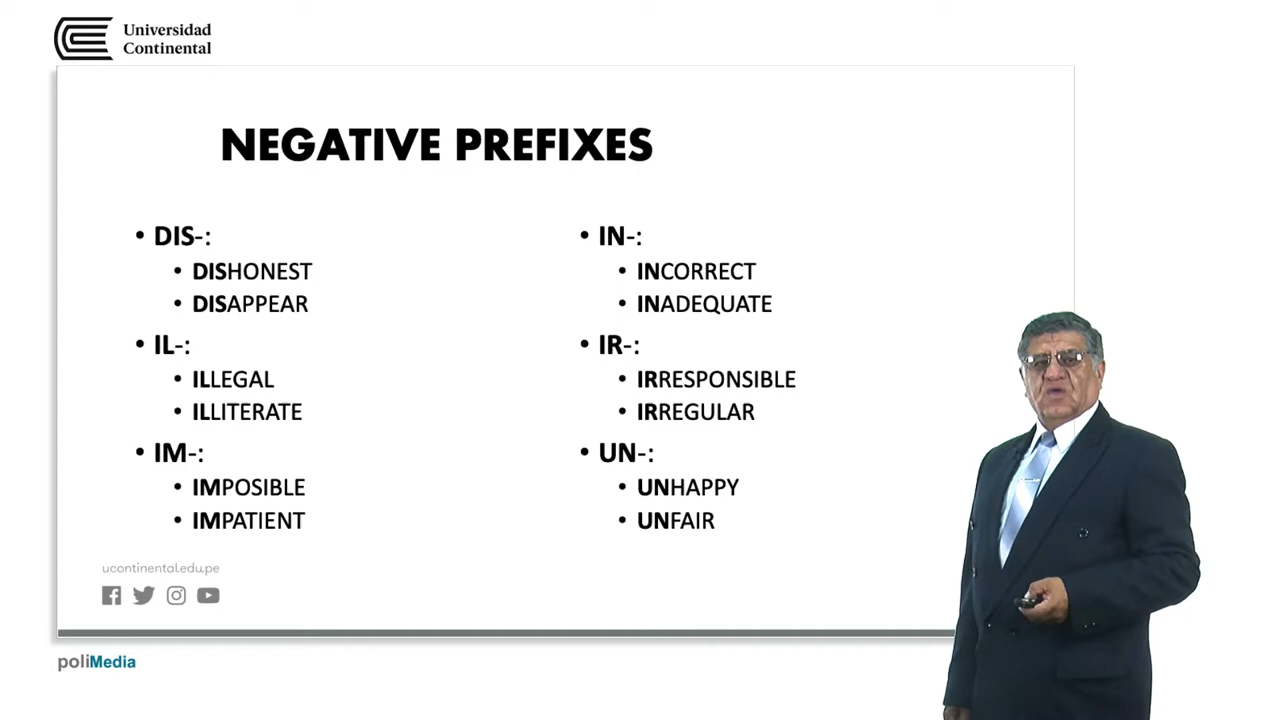 Universidad
Continental
NEGATIVE PREFIXES
• DIS-:
• DISHONEST
• DISAPPEAR
• IL-:
• ILLEGAL
• ILLITERATE
• IM-:
• IMPOSIBLE
• IMPATIENT
• IN-:
• INCORRECT
• INADEQUATE
• IR-:
• IRRESPONSIBLE
• IRREGULAR
• UN-:
• UNHAPPY
• UNFAIR
ucontinental.edu.pe
poliMedia